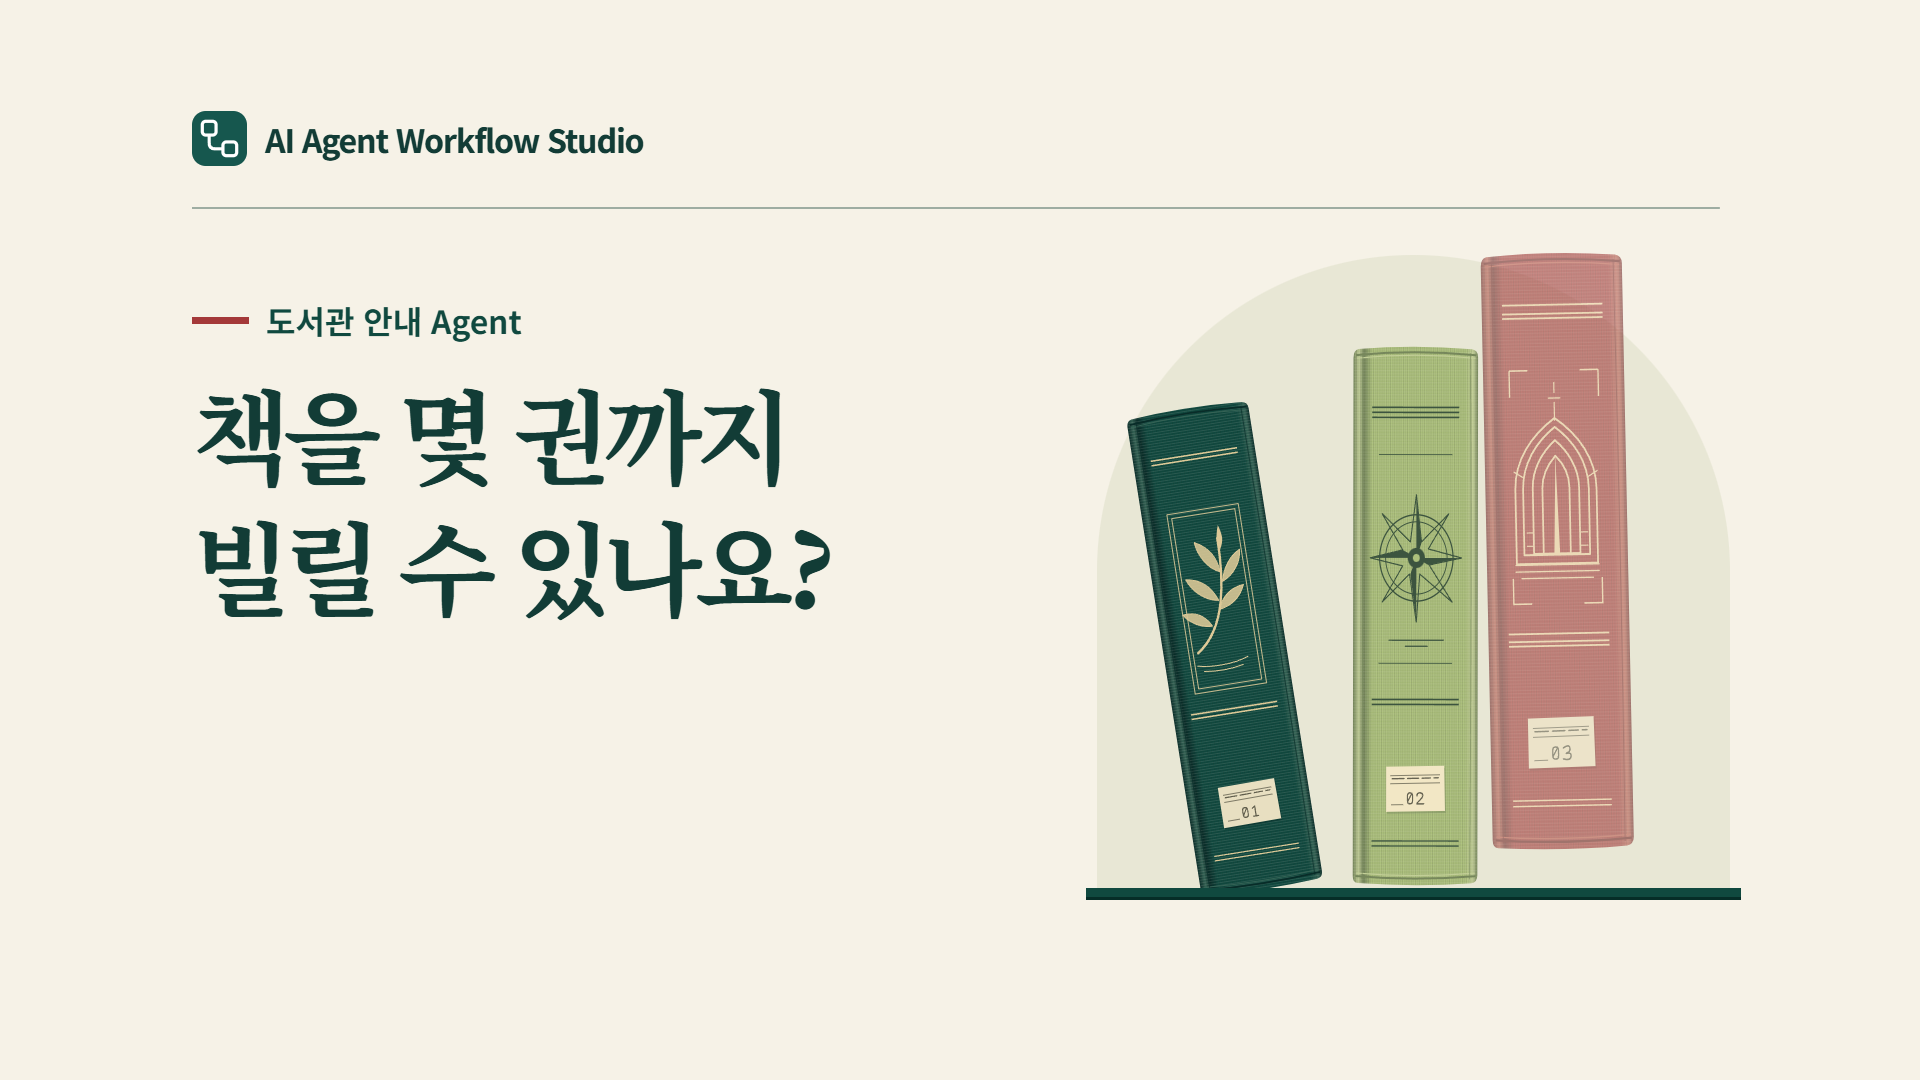 AI Agent Workflow Studio
도서관 안내 Agent
책을 몇 권까지
빌릴 수 있나요?
_01
_02
_03